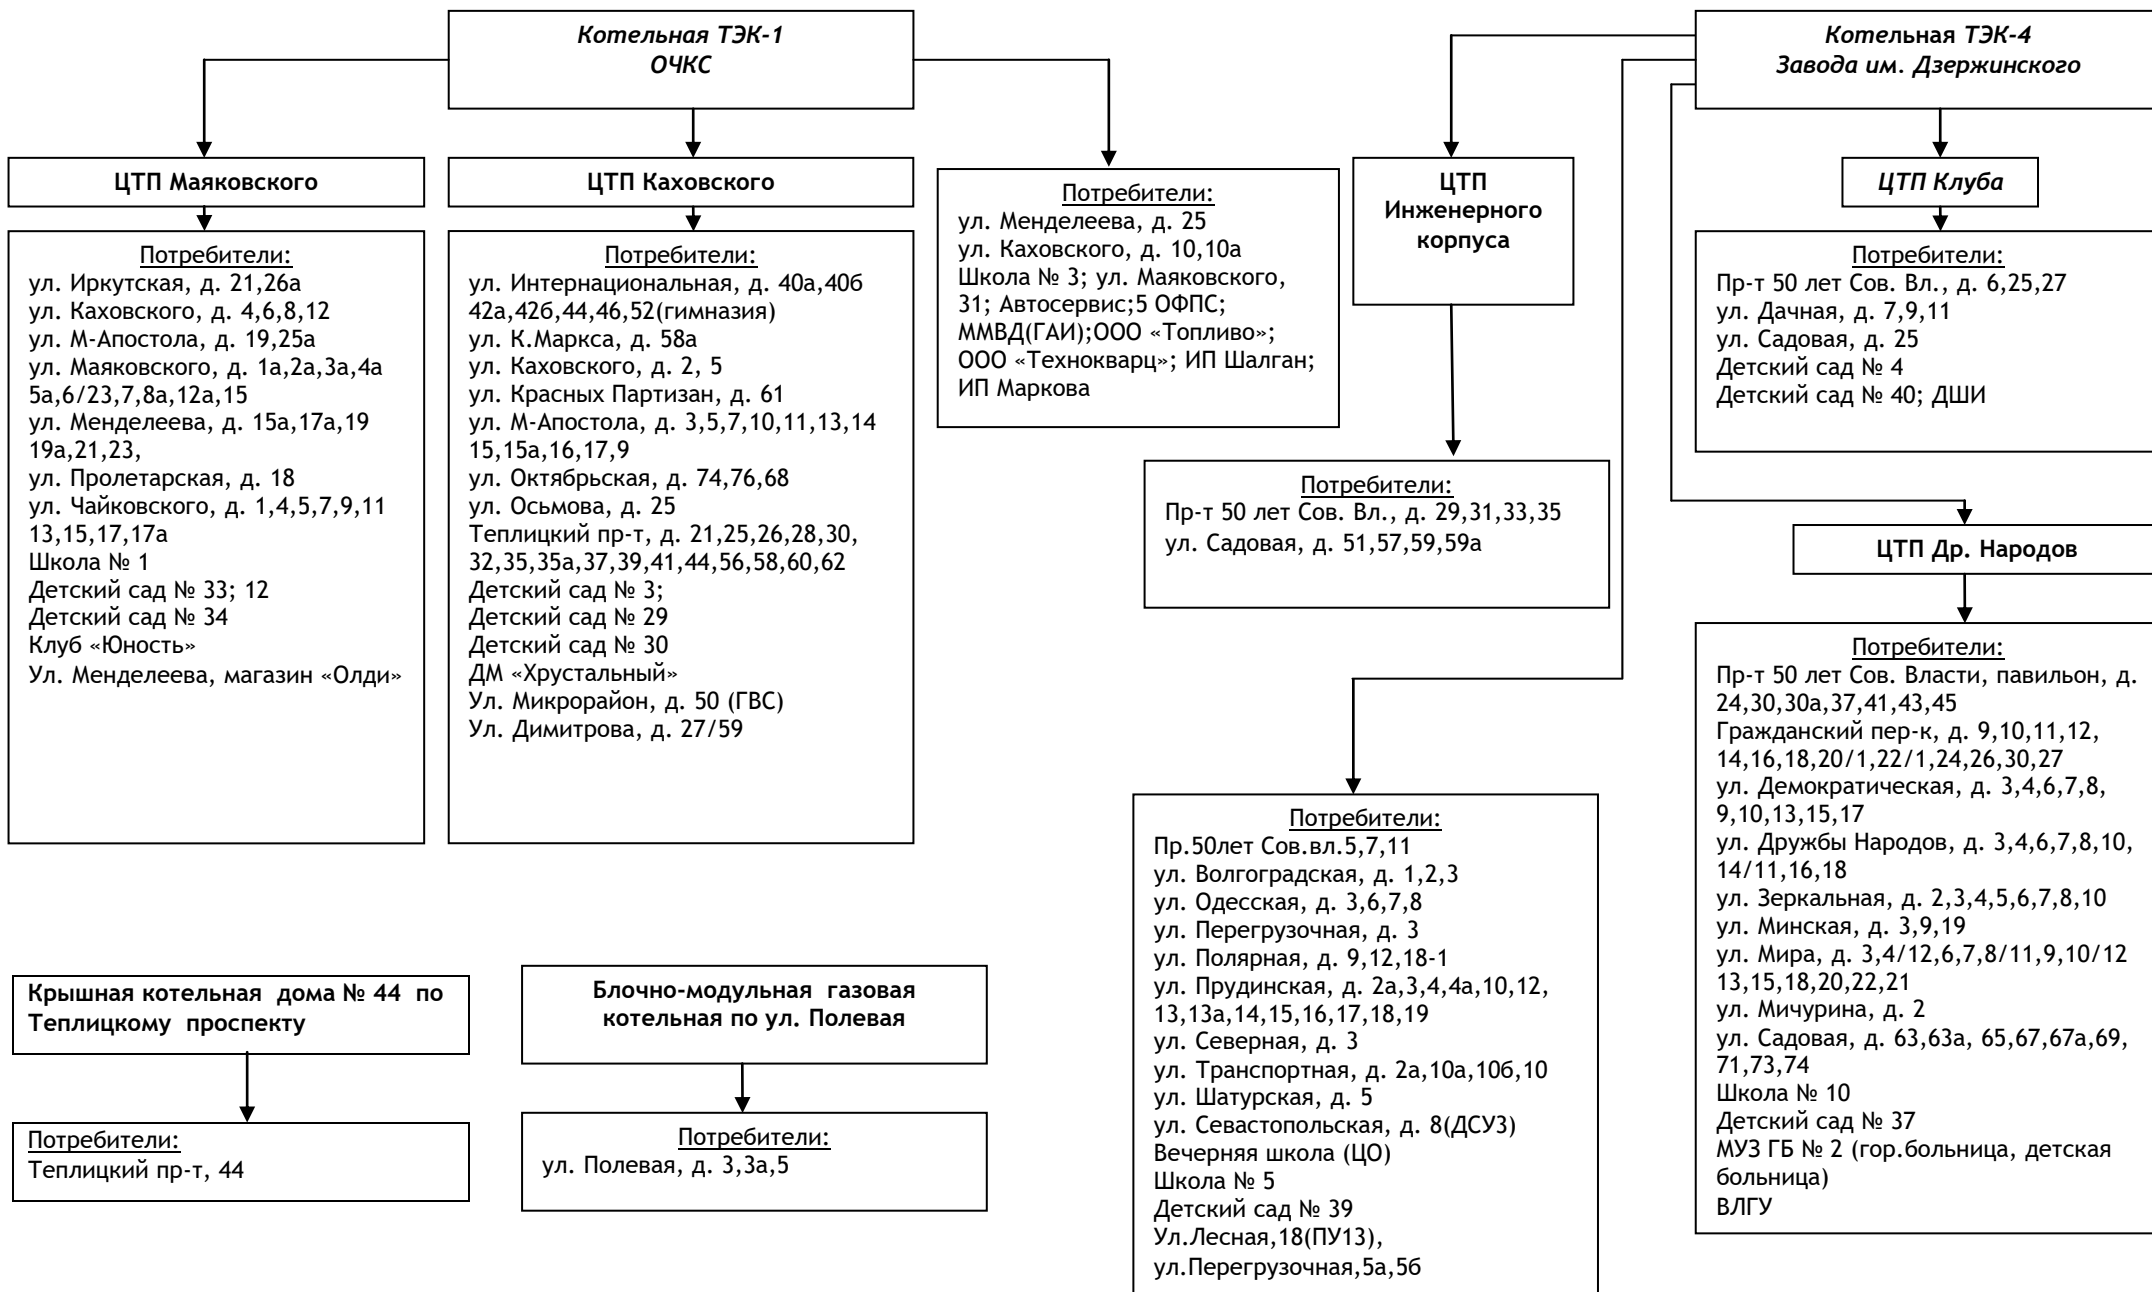 Котельная ТЭК-1
ОЧКС
Котельная ТЭК-4
Завода им. Дзержинского
ЦТП Маяковского
Потребители:
ул. Иркутская, д. 21,26а
ул. Каховского, д. 4,6,8,12
ул. М-Апостола, д. 19,25а
ул. Маяковского, д. 1а,2а,3а,4а
5а,6/23,7,8а,12а,15
ул. Менделеева, д. 15а,17а,19
19а,21,23,
ул. Пролетарская, д. 18
ул. Чайковского, д. 1,4,5,7,9,11
13,15,17,17а
Школа № 1
Детский сад № 33; 12
Детский сад № 34
Клуб «Юность»
Ул. Менделеева, магазин «Олди»
ЦТП Каховского
Потребители:
ул. Интернациональная, д. 40а,40б
42а,42б,44,46,52(гимназия)
ул. К.Маркса, д. 58а
ул. Каховского, д. 2, 5
ул. Красных Партизан, д. 61
ул. М-Апостола, д. 3,5,7,10,11,13,14
15,15а,16,17,9
ул. Октябрьская, д. 74,76,68
ул. Осьмова, д. 25
Теплицкий пр-т, д. 21,25,26,28,30,
32,35,35а,37,39,41,44,56,58,60,62
Детский сад № 3;
Детский сад № 29
Детский сад № 30
ДМ «Хрустальный»
Ул. Микрорайон, д. 50 (ГВС)
Ул. Димитрова, д. 27/59
Потребители:
ул. Менделеева, д. 25
ул. Каховского, д. 10,10а
Школа № 3; ул. Маяковского,
31; Автосервис;5 ОФПС;
ММВД(ГАИ);ООО «Топливо»;
ООО «Технокварц»; ИП Шалган;
ИП Маркова
ЦТП
Инженерного
корпуса
Потребители:
Пр-т 50 лет Сов. Вл., д. 29,31,33,35
ул. Садовая, д. 51,57,59,59а
ЦТП Клуба
Потребители:
Пр-т 50 лет Сов. Вл., д. 6,25,27
ул. Дачная, д. 7,9,11
ул. Садовая, д. 25
Детский сад № 4
Детский сад № 40; ДШИ
ЦТП Др. Народов
Потребители:
Пр-т 50 лет Сов. Власти, павильон, д.
24,30,30а,37,41,43,45
Гражданский пер-к, д. 9,10,11,12,
14,16,18,20/1,22/1,24,26,30,27
ул. Демократическая, д. 3,4,6,7,8,
9,10,13,15,17
ул. Дружбы Народов, д. 3,4,6,7,8,10,
14/11,16,18
ул. Зеркальная, д. 2,3,4,5,6,7,8,10
ул. Минская, д. 3,9,19
ул. Мира, д. 3,4/12,6,7,8/11,9,10/12
13,15,18,20,22,21
ул. Мичурина, д. 2
ул. Садовая, д. 63,63а, 65,67,67а,69,
71,73,74
Школа № 10
Детский сад № 37
МУЗ ГБ № 2 (гор.больница, детская
больница)
ВЛГУ
Потребители:
Пр.50лет Сов.вл.5,7,11
ул. Волгоградская, д. 1,2,3
ул. Одесская, д. 3,6,7,8
ул. Перегрузочная, д. 3
ул. Полярная, д. 9,12,18-1
ул. Прудинская, д. 2а,3,4,4а,10,12,
13,13а,14,15,16,17,18,19
ул. Северная, д. 3
ул. Транспортная, д. 2а,10а,10б,10
ул. Шатурская, д. 5
ул. Севастопольская, д. 8(ДСУ3)
Вечерняя школа (ЦО)
Школа № 5
Детский сад № 39
Ул.Лесная,18(ПУ13),
ул.Перегрузочная,5а,5б
Крышная котельная дома № 44 по
Теплицкому проспекту
Потребители:
Теплицкий пр-т, 44
Блочно-модульная газовая
котельная по ул. Полевая
Потребители:
ул. Полевая, д. 3,3а,5